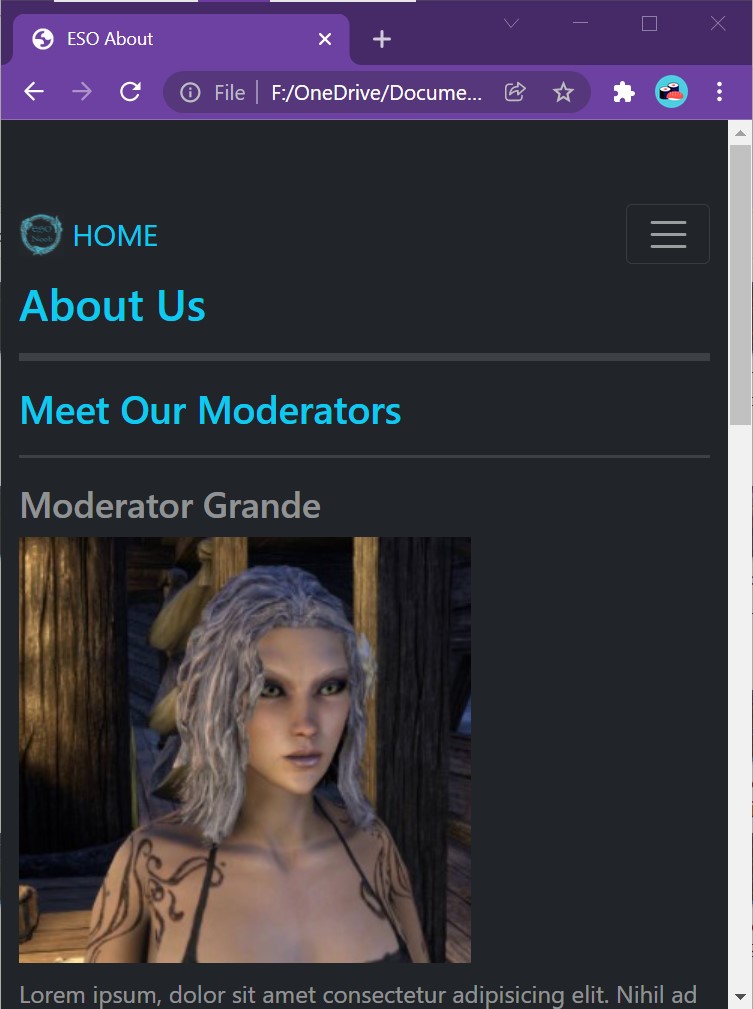 ESO About
File
F:/OneDrive/Docume...
ESO
HOME
About Us
Meet Our Moderators
Moderator Grande
Lorem ipsum, dolor sit amet consectetur adipisicing elit. Nihil ad